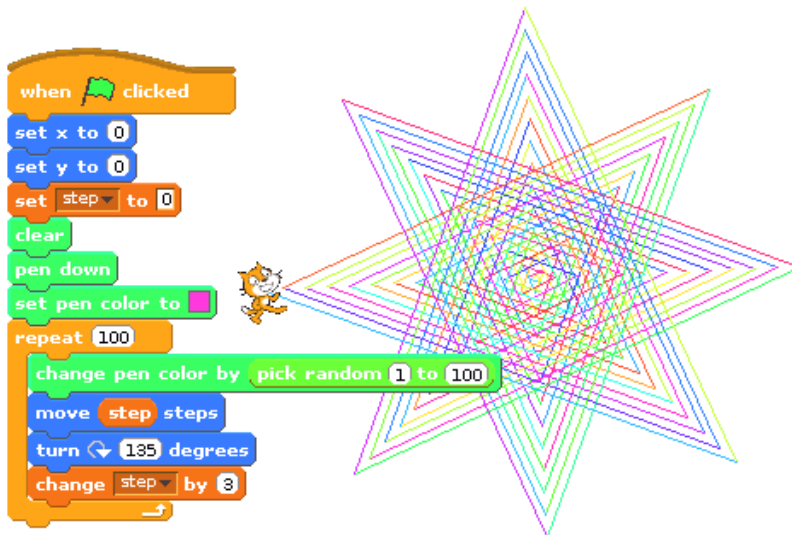 when clicked
set x to 0
set y to 0
set step to 0
clear
pen down
set pen color to
repeat 100
change pen color by pick random 1 to 100
move step steps
turn 135 degrees
change step by 3